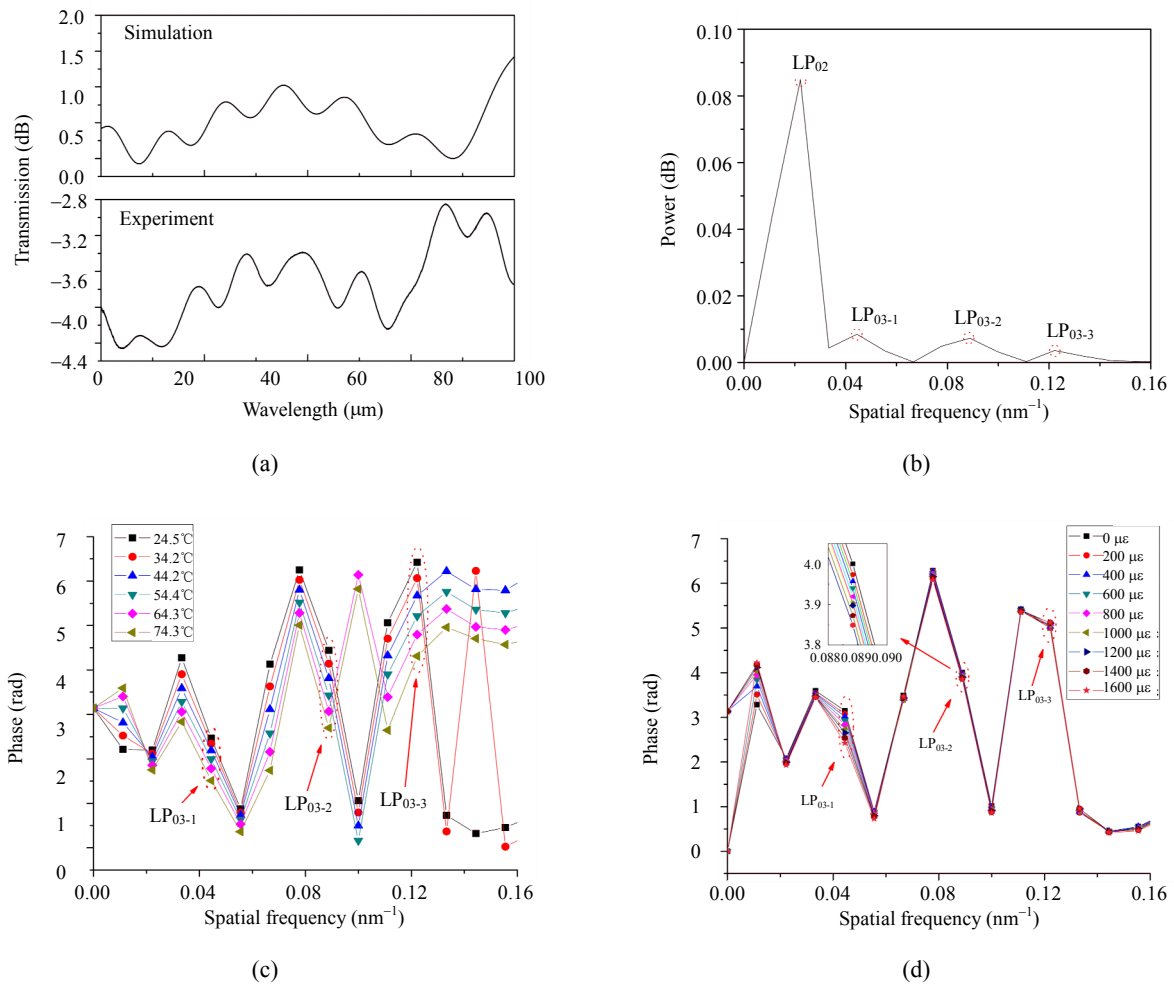 2.0
Simulation
1.5
1.0
0.5
0.0
Transmission (dB)
−2.8
Experiment
−3.2
−3.6
−4.0
−4.4
0 20 40 60 80 100
Wavelength (μm)
(a)
0.10
LP02
0.08
0.06
Power (dB)
0.04
0.02
LP03-1
LP03-2
LP03-3
0.00
0.00 0.04 0.08 0.12 0.16
Spatial frequency (nm−1)
(b)
7
24.5℃
34.2℃
44.2℃
54.4℃
64.3℃
74.3℃
6
5
4
3
2
1
0
Phase (rad)
LP03-1
LP03-2
LP03-3
0.00 0.04 0.08 0.12 0.16
Spatial frequency (nm−1)
(c)
7
6
5
4
3
2
1
0
Phase (rad)
4.0
3.9
3.8
0.088 0.089 0.090
0 με
200 με
400 με
600 με
800 με
1000 με
1200 με
1400 με
1600 με
LP03-1
LP03-2
LP03-3
0.00 0.04 0.08 0.12 0.16
Spatial frequency (nm−1)
(d)